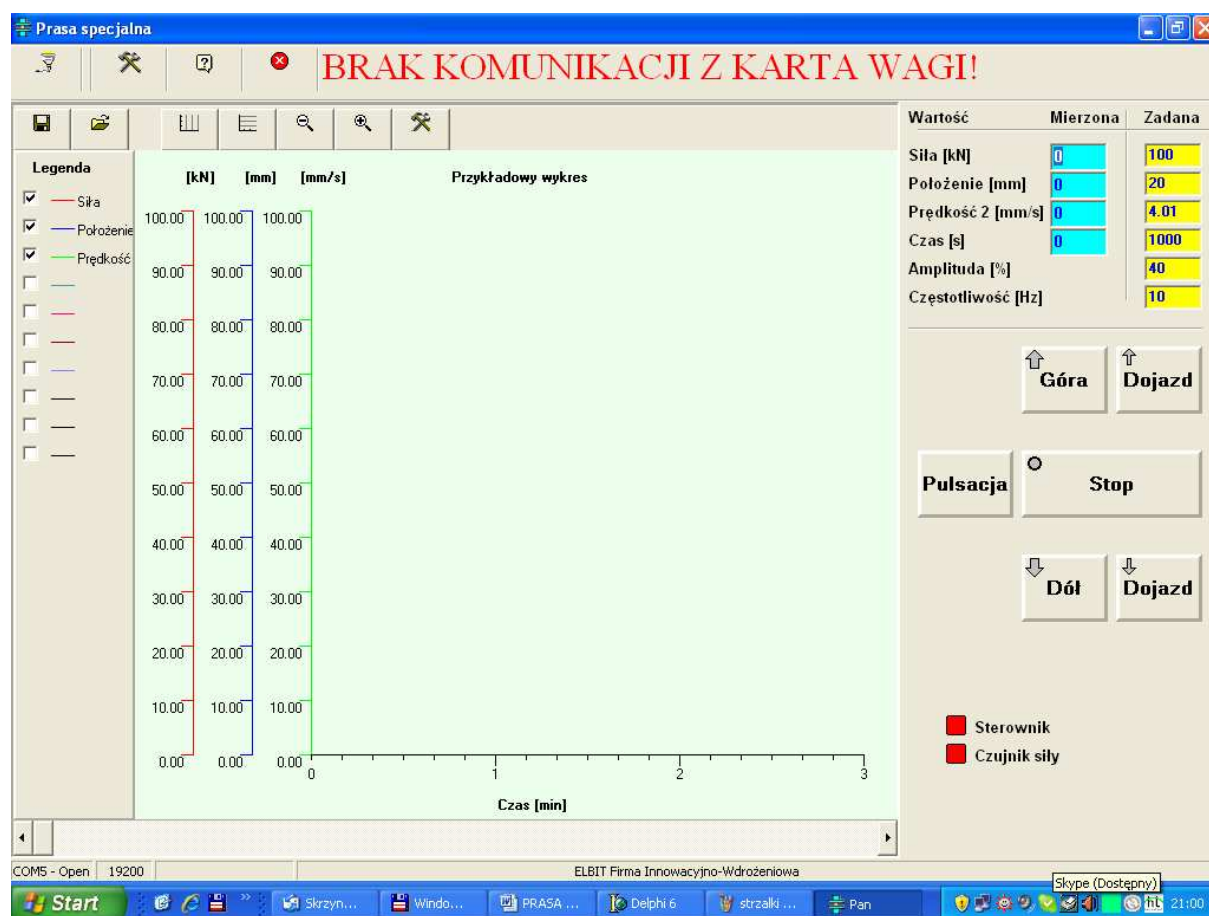 Prasa specjalna
BRAK KOMUNIKACJI Z KARTA WAGI!
Wartość Mierzona Zadana
Siła [kN] 0 100
Położenie [mm] 0 20
Prędkość 2 [mm/s] 0 4.01
Czas [s] 0 1000
Amplituda [%] 40
Częstotliwość [Hz] 10
Legenda
Siła
Położenie
Prędkość
[kN] [mm] [mm/s] Przykładowy wykres
100.00 100.00 100.00
90.00 90.00 90.00
80.00 80.00 80.00
70.00 70.00 70.00
60.00 60.00 60.00
50.00 50.00 50.00
40.00 40.00 40.00
30.00 30.00 30.00
20.00 20.00 20.00
10.00 10.00 10.00
0.00 0.00 0.00
0 1 2 3
Czas [min]
Góra Dojazd
Pulsacja Stop
Dół Dojazd
Sterownik
Czujnik siły
COM5 - Open 19200 ELBIT Firma Innowacyjno-Wdrożeniowa
Skype (Dostępny)
Start Skrzyn... Windo... PRASA ... Delphi 6 strzalki ... Pan 21:00